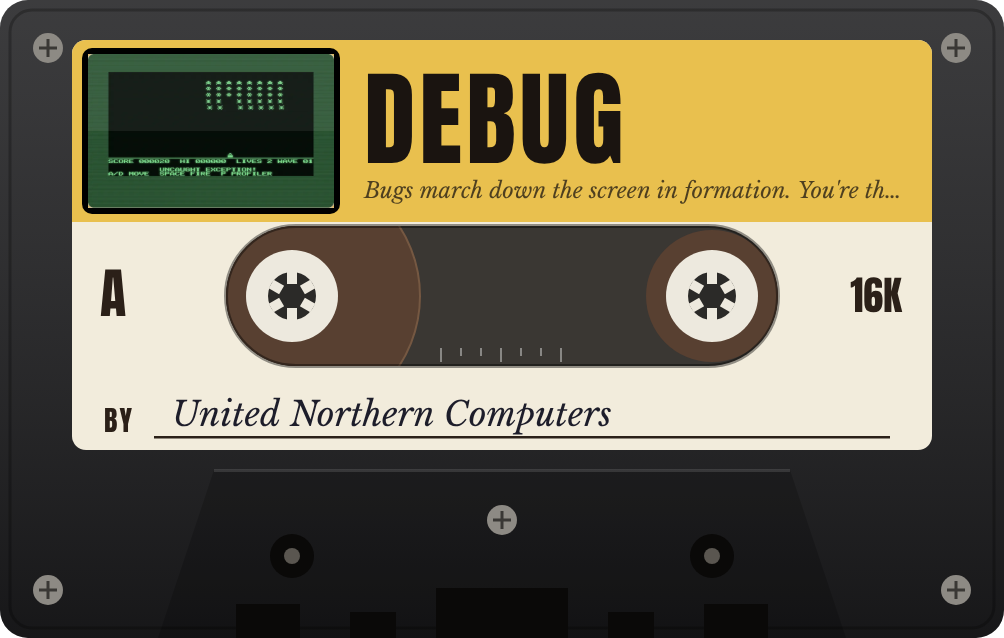 DEBUG
Bugs march down the screen in formation. You're th...
SCORE 000020 HI 000000 LIVES 2 WAVE 01
UNCAUGHT EXCEPTION!
A/D MOVE SPACE FIRE P PROFILER
A
16K
BY United Northern Computers